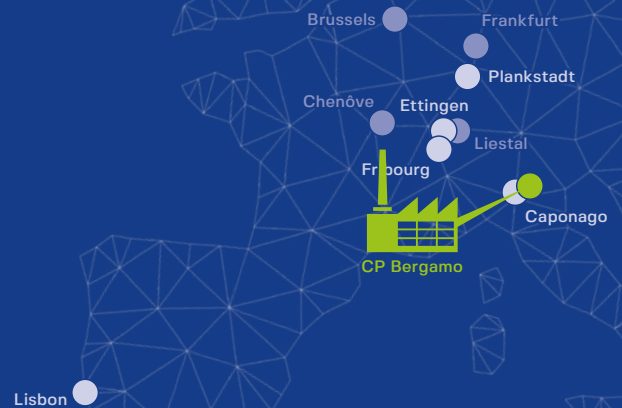 Brussels
Frankfurt
Plankstadt
Chenôve
Ettingen
Liestal
Fribourg
Caponago
CP Bergamo
Lisbon